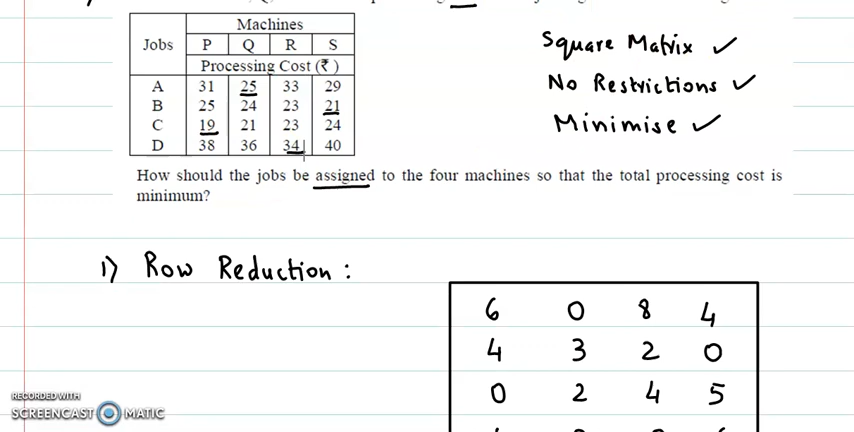 Machines
Jobs P Q R S
Processing Cost (₹)
A 31 25 33 29
B 25 24 23 21
C 19 21 23 24
D 38 36 34 40
Square Matrix ✓
No Restrictions ✓
Minimise ✓
How should the jobs be assigned to the four machines so that the total processing cost is
minimum?
1) Row Reduction :
6 0 8 4
4 3 2 0
0 2 4 5
RECORDED WITH
SCREENCAST MATIC